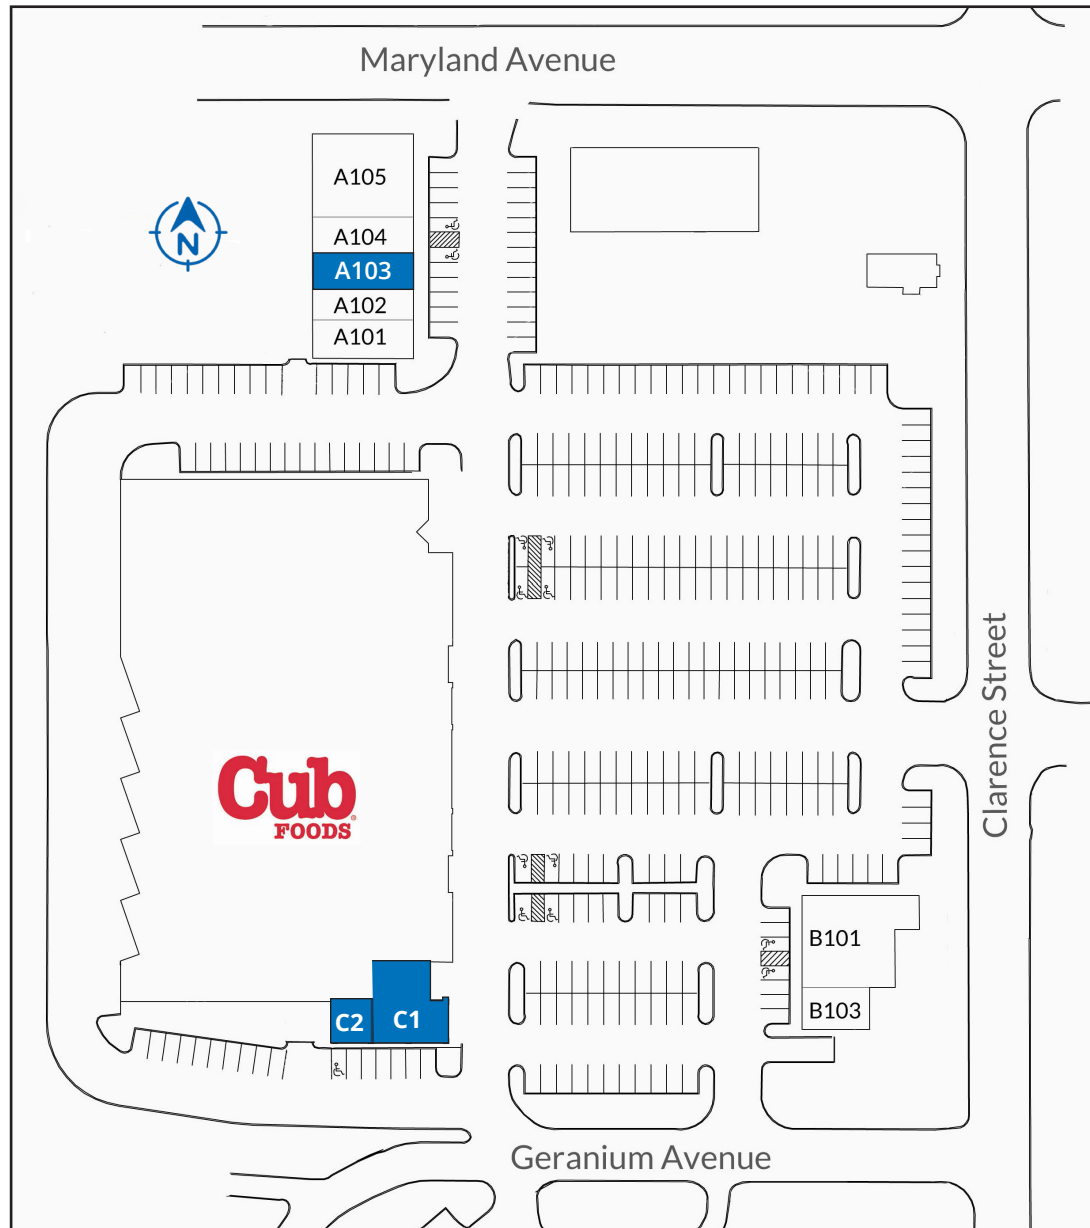 Maryland Avenue
A105
A104
N
A103
A102
A101
Clarence Street
Cub
FOODS®
B101
B103
C2
C1
Geranium Avenue